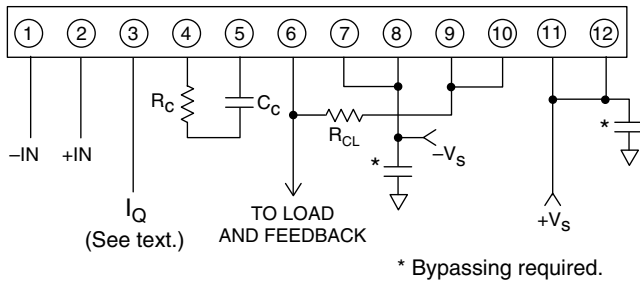 1 2 3 4 5 6 7 8 9 10 11 12
RC CC
RCL
* –VS *
–IN +IN
IQ
(See text.)
TO LOAD
AND FEEDBACK
+VS
* Bypassing required.